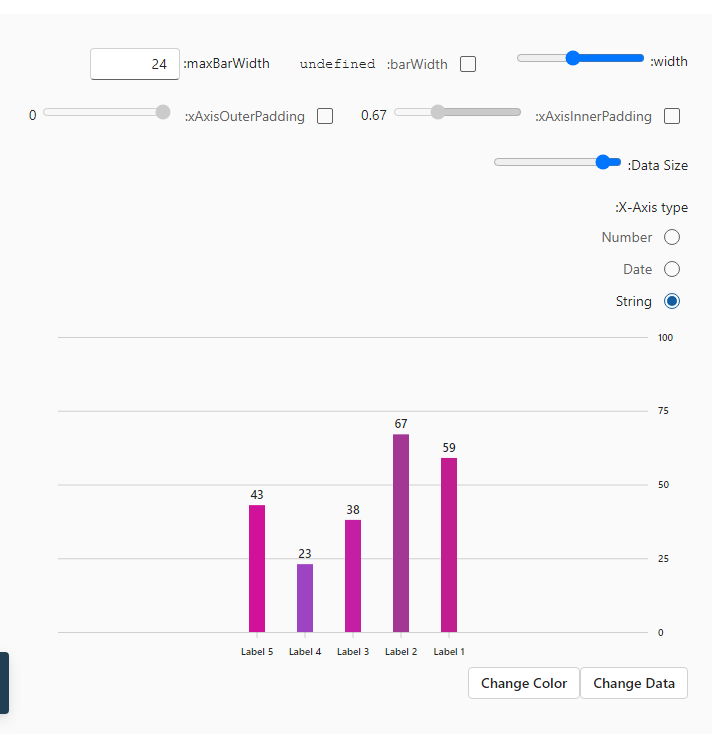 width:
barWidth: undefined
maxBarWidth: 24
xAxisInnerPadding: 0.67
xAxisOuterPadding: 0
Data Size:
X-Axis type:
Number
Date
String
100
75
50
25
0
43
23
38
67
59
Label 5 Label 4 Label 3 Label 2 Label 1
Change Color Change Data